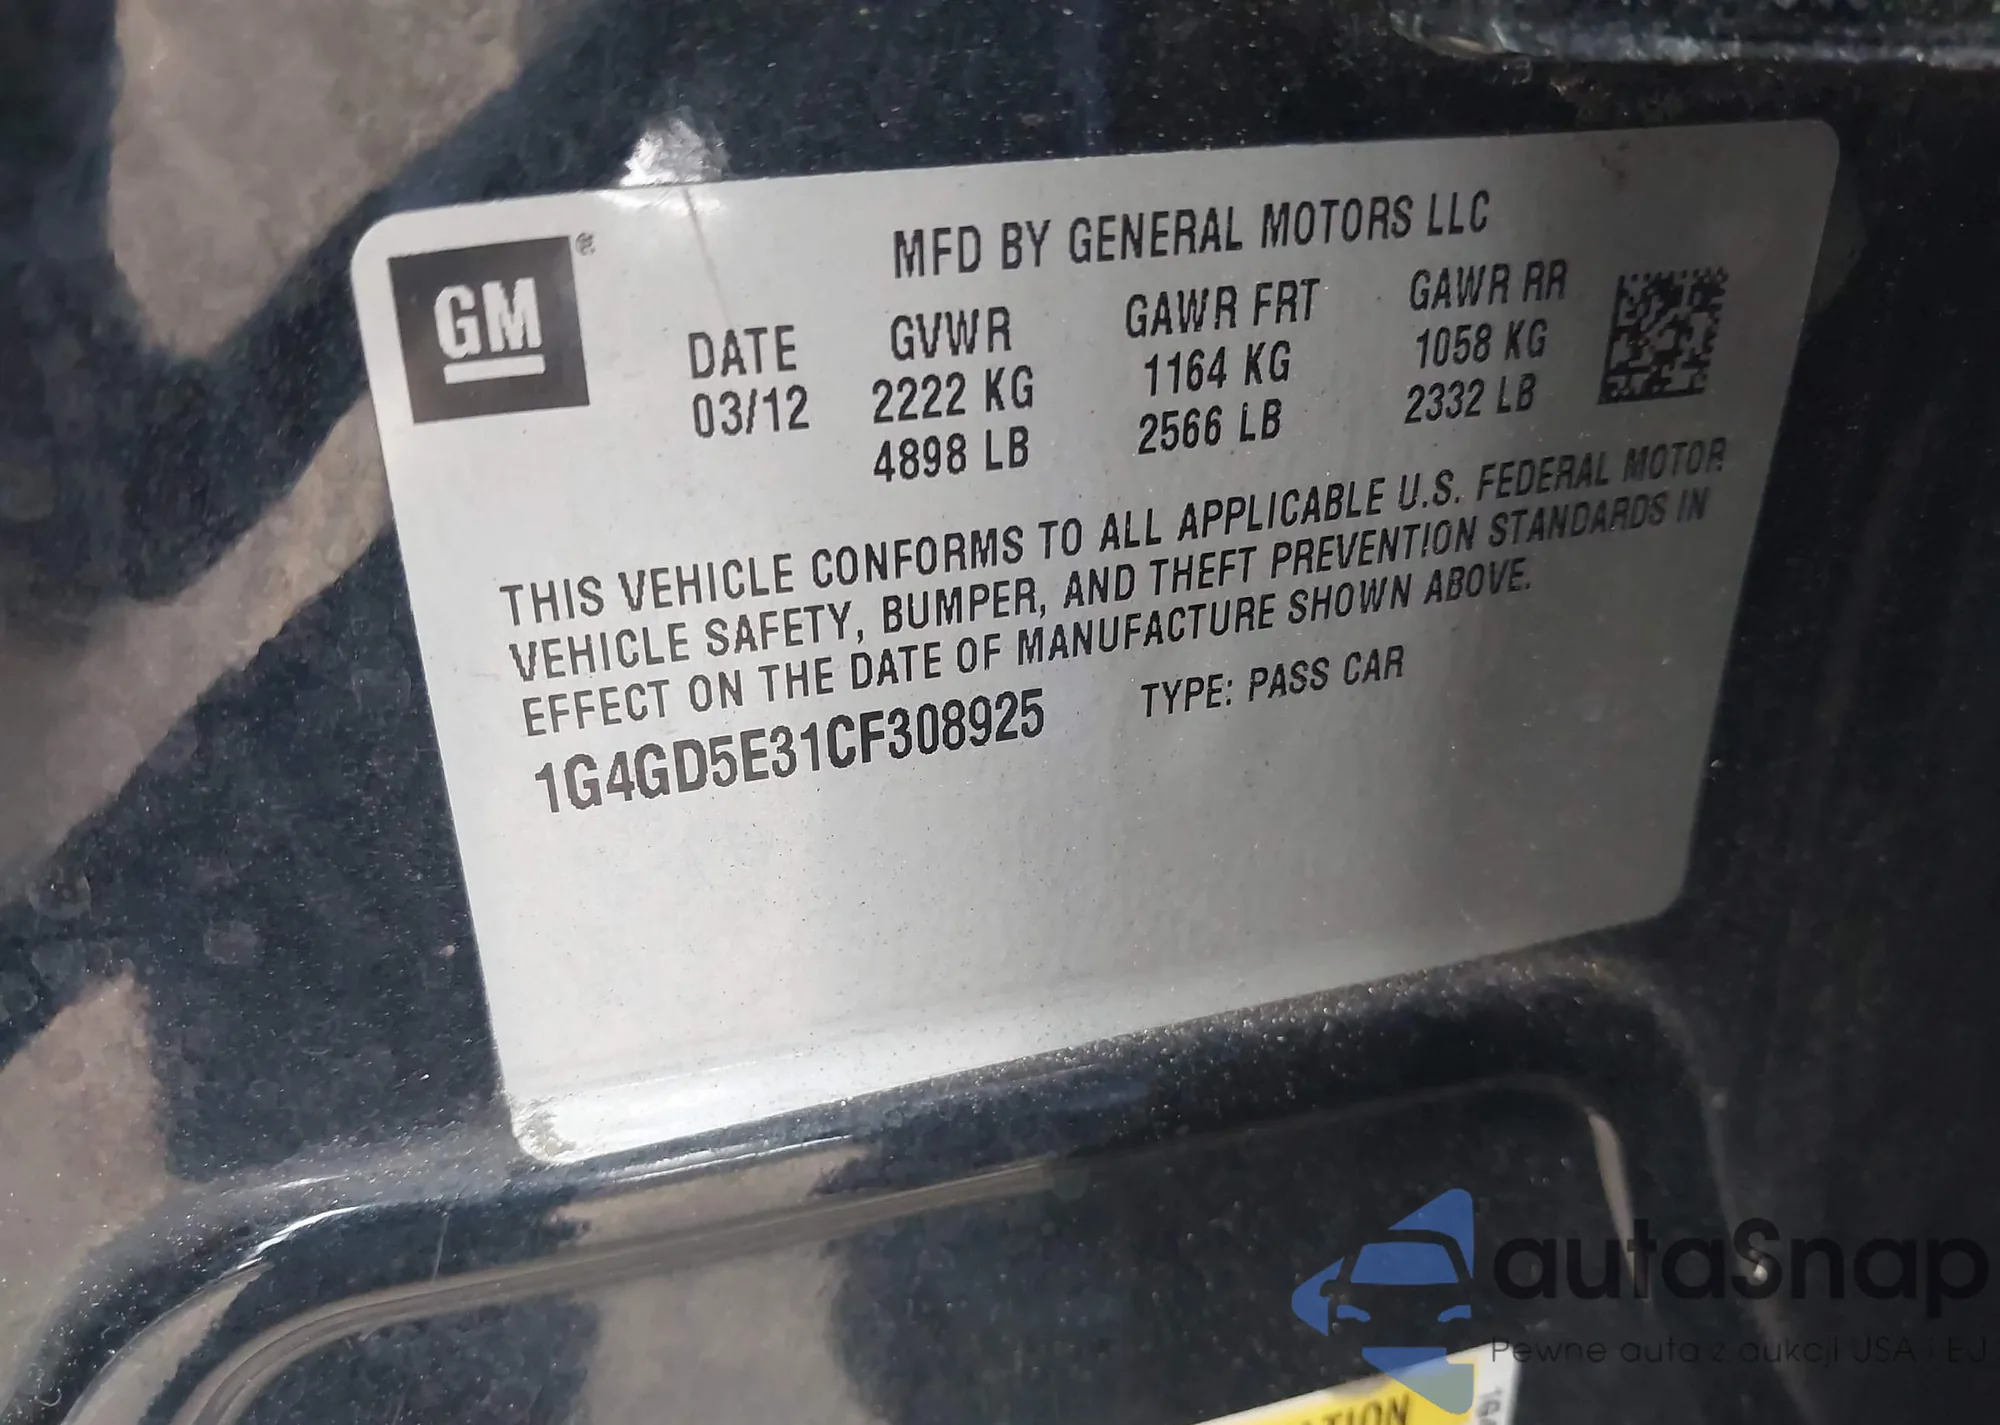 GM®
MFD BY GENERAL MOTORS LLC
DATE GVWR GAWR FRT GAWR RR
03/12 2222 KG 1164 KG 1058 KG
4898 LB 2566 LB 2332 LB
THIS VEHICLE CONFORMS TO ALL APPLICABLE U.S. FEDERAL MOTOR
VEHICLE SAFETY, BUMPER, AND THEFT PREVENTION STANDARDS IN
EFFECT ON THE DATE OF MANUFACTURE SHOWN ABOVE.
1G4GD5E31CF308925 TYPE: PASS CAR
autaSnap
Pewne auta z aukcji USA i EU